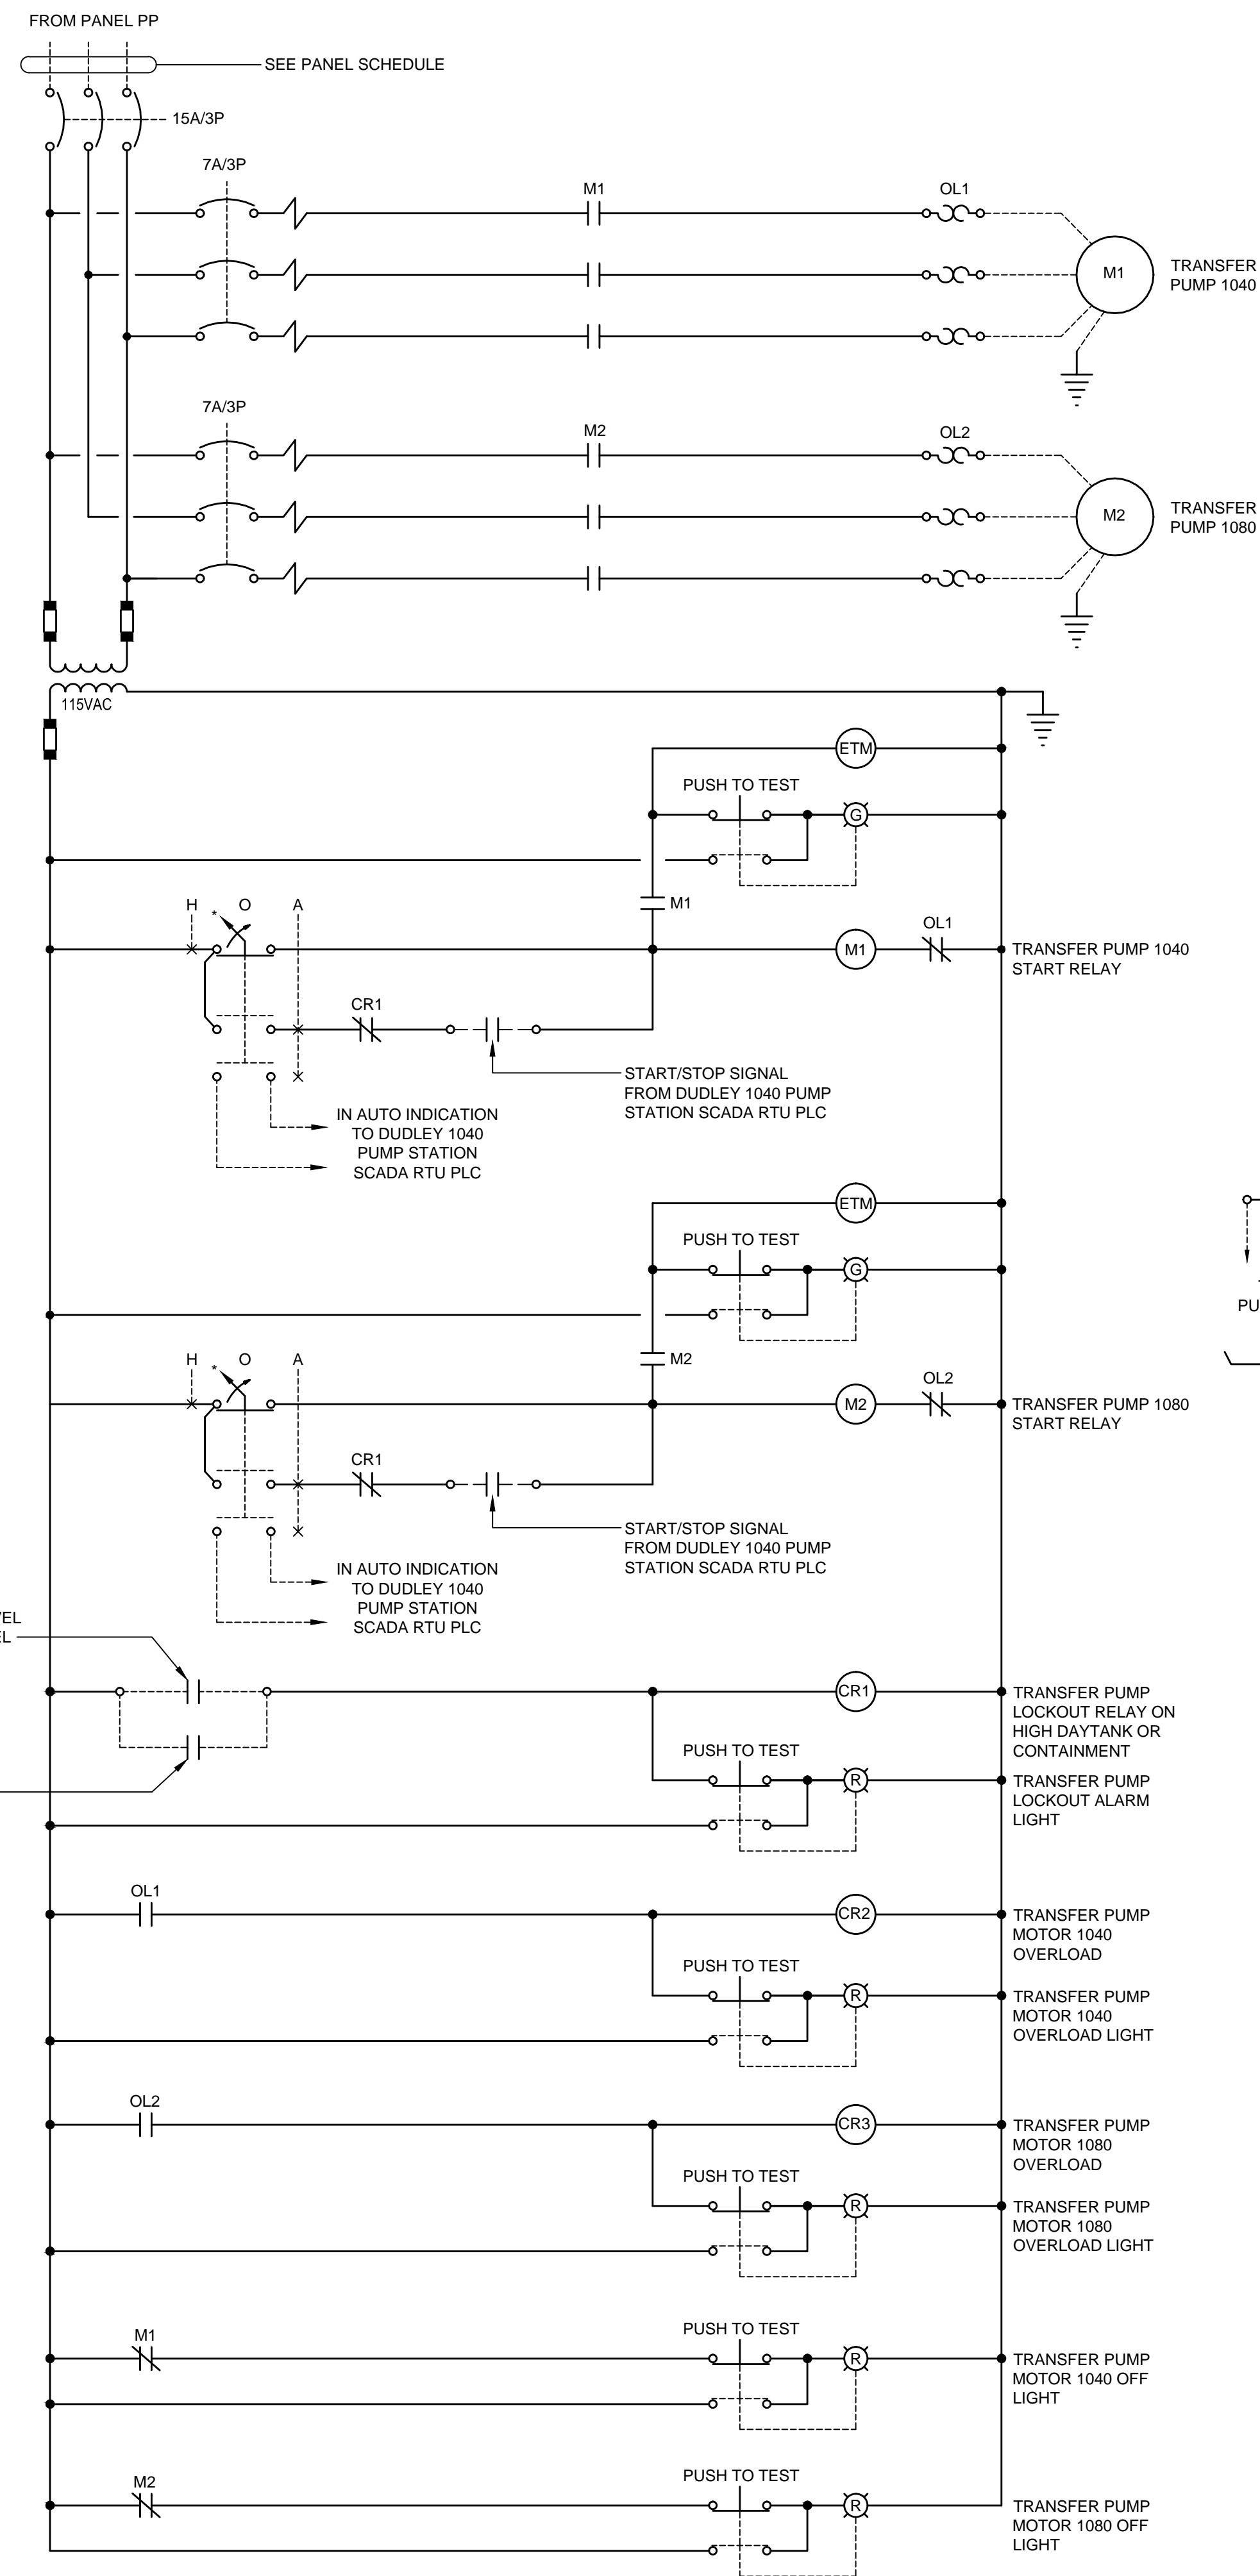 FROM PANEL PP
SEE PANEL SCHEDULE
15A/3P
7A/3P
M1
OL1
M1
TRANSFER
PUMP 1040
7A/3P
M2
OL2
M2
TRANSFER
PUMP 1080
115VAC
ETM
PUSH TO TEST
G
M1
H
*
O
A
OL1
M1
TRANSFER PUMP 1040
START RELAY
CR1
START/STOP SIGNAL
FROM DUDLEY 1040 PUMP
STATION SCADA RTU PLC
IN AUTO INDICATION
TO DUDLEY 1040
PUMP STATION
SCADA RTU PLC
ETM
PUSH TO TEST
G
PU
M2
H
*
O
A
OL2
M2
TRANSFER PUMP 1080
START RELAY
CR1
START/STOP SIGNAL
FROM DUDLEY 1040 PUMP
STATION SCADA RTU PLC
IN AUTO INDICATION
TO DUDLEY 1040
PUMP STATION
SCADA RTU PLC
VEL
EL
CR1
TRANSFER PUMP
LOCKOUT RELAY ON
HIGH DAYTANK OR
CONTAINMENT
PUSH TO TEST
R
TRANSFER PUMP
LOCKOUT ALARM
LIGHT
OL1
CR2
TRANSFER PUMP
MOTOR 1040
OVERLOAD
PUSH TO TEST
R
TRANSFER PUMP
MOTOR 1040
OVERLOAD LIGHT
OL2
CR3
TRANSFER PUMP
MOTOR 1080
OVERLOAD
PUSH TO TEST
R
TRANSFER PUMP
MOTOR 1080
OVERLOAD LIGHT
M1
PUSH TO TEST
R
TRANSFER PUMP
MOTOR 1040 OFF
LIGHT
M2
PUSH TO TEST
R
TRANSFER PUMP
MOTOR 1080 OFF
LIGHT